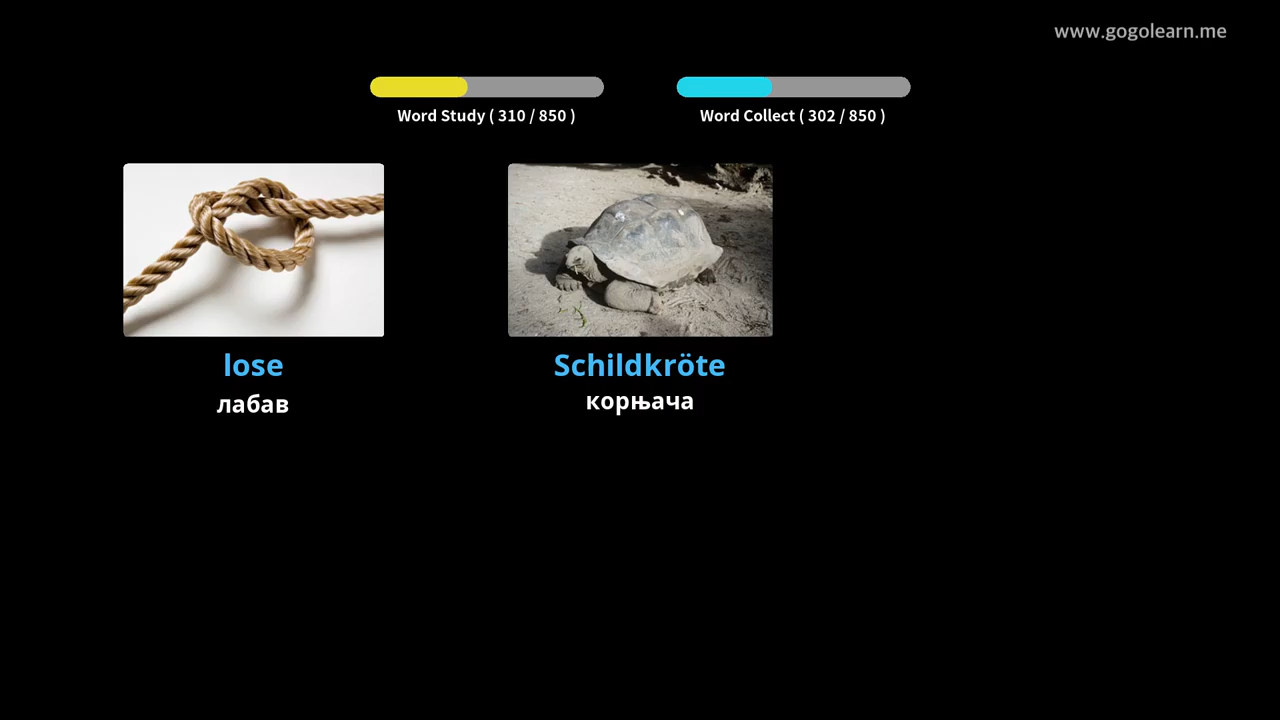 www.gogolearn.me
Word Study ( 310 / 850 )
Word Collect ( 302 / 850 )
lose
лабав
Schildkröte
корњача